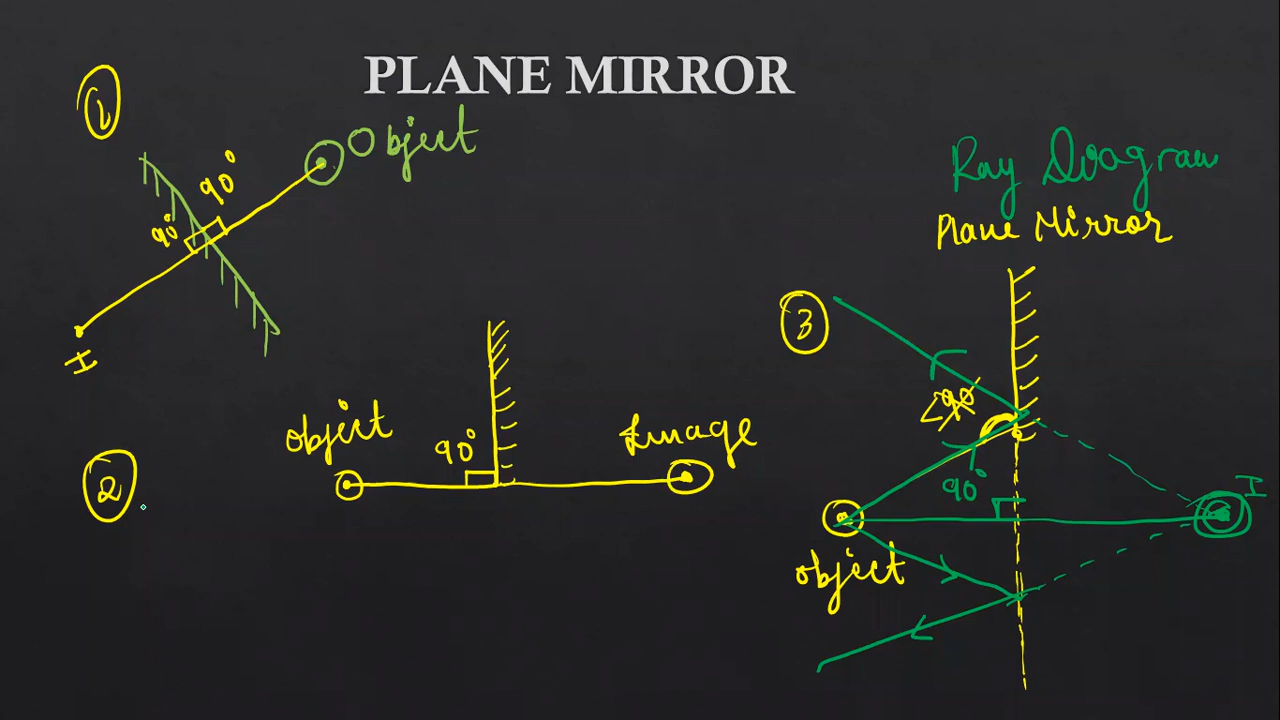 PLANE MIRROR
①
Object
90°
90°
I
Ray Diagram
Plane Mirror
③
<90
90°
I
object
②
object
90°
Image